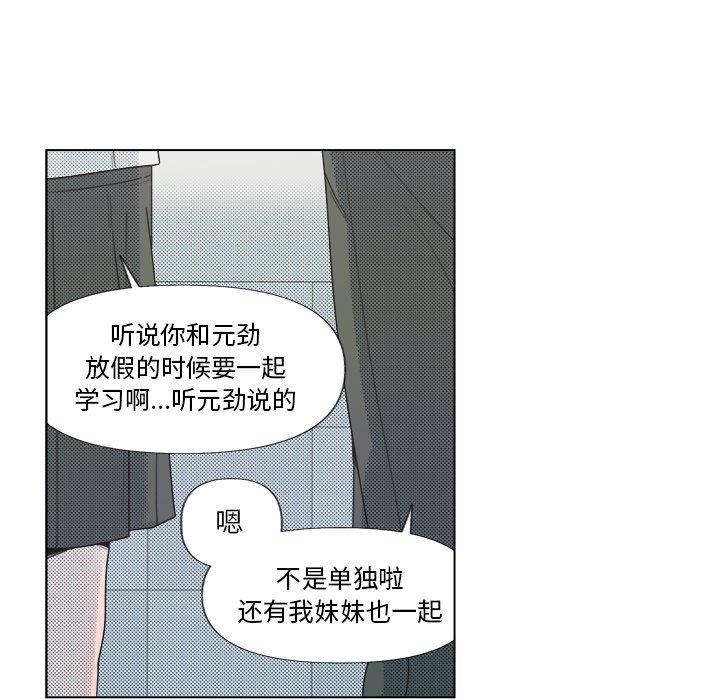 听说你和元劲
放假的时候要一起
学习啊...听元劲说的
嗯
不是单独啦
还有我妹妹也一起